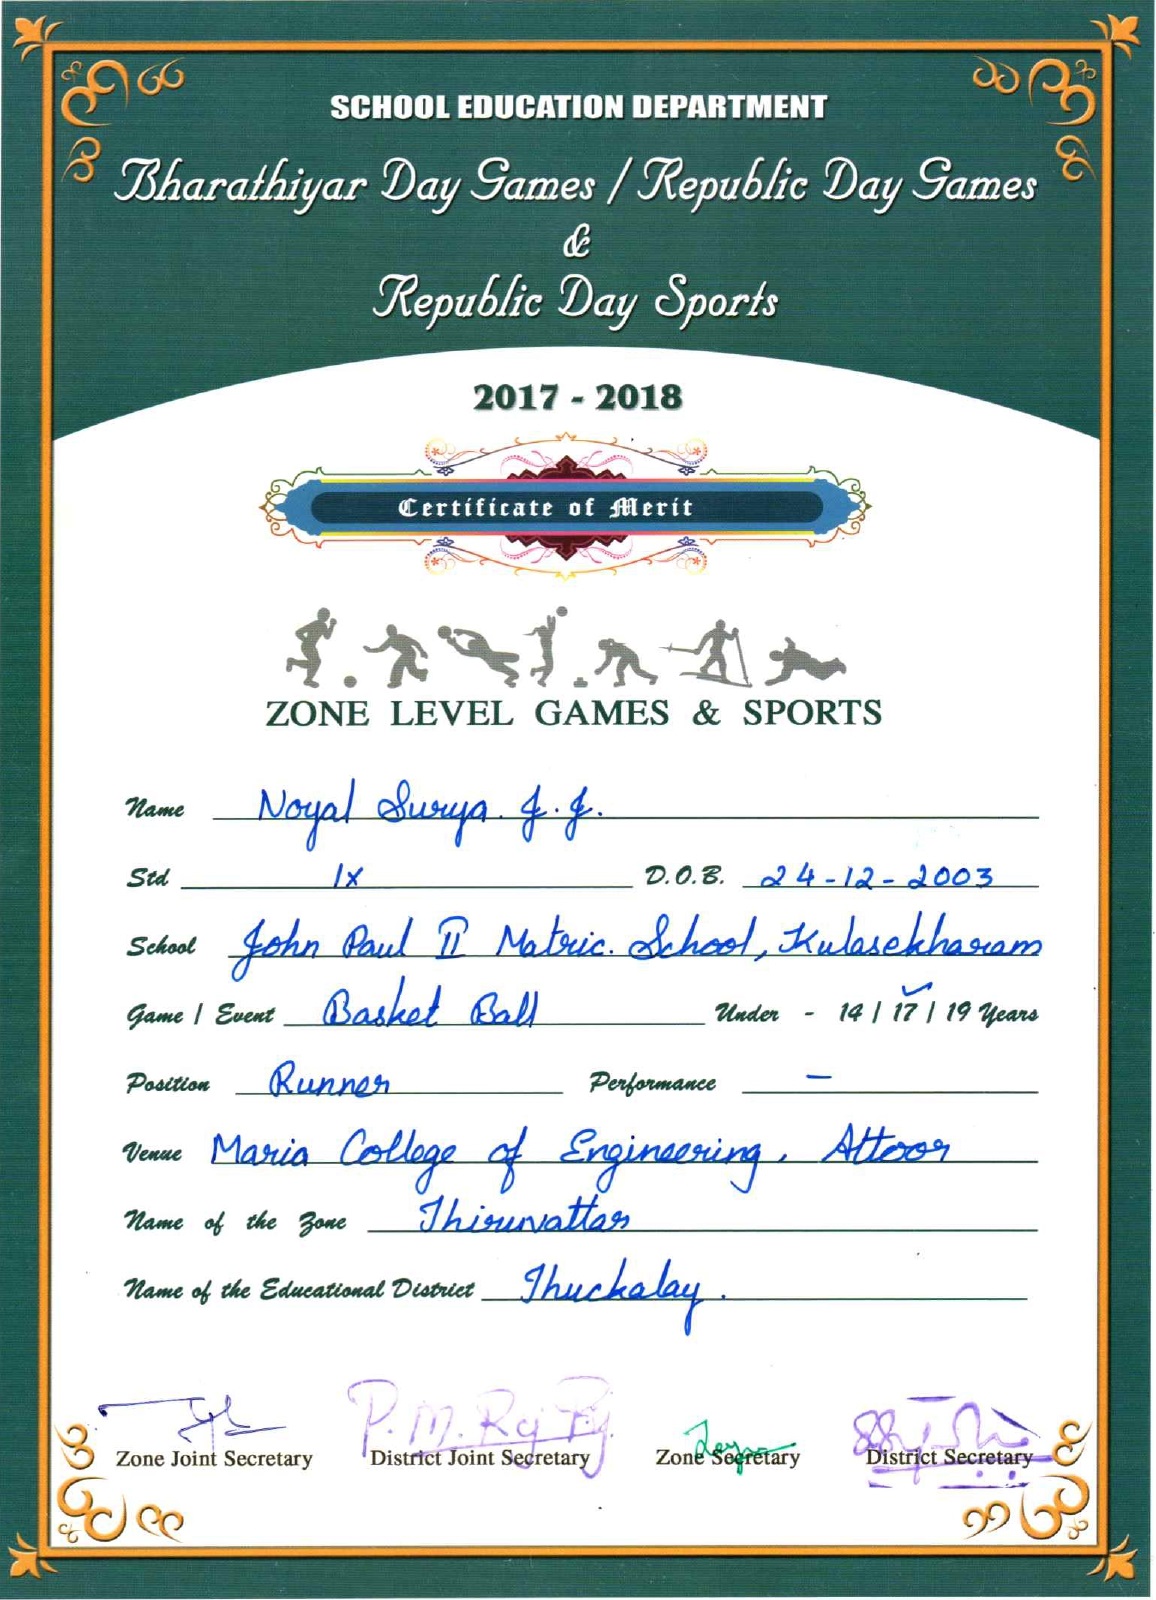 SCHOOL EDUCATION DEPARTMENT
Bharathiyar Day Games / Republic Day Games
&
Republic Day Sports
2017 - 2018
Certificate of Merit
ZONE LEVEL GAMES & SPORTS
Name Noyal Surya. J. J.
Std IX D.O.B. 24-12-2003
School John Paul II Matric. School, Kulasekharam
Game / Event Basket Ball Under - 14 / 17 / 19 Years
Position Runner Performance -
Venue Maria College of Engineering, Attoor
Name of the Zone Thiruvattar
Name of the Educational District Thuckalay.
Zone Joint Secretary District Joint Secretary Zone Secretary District Secretary